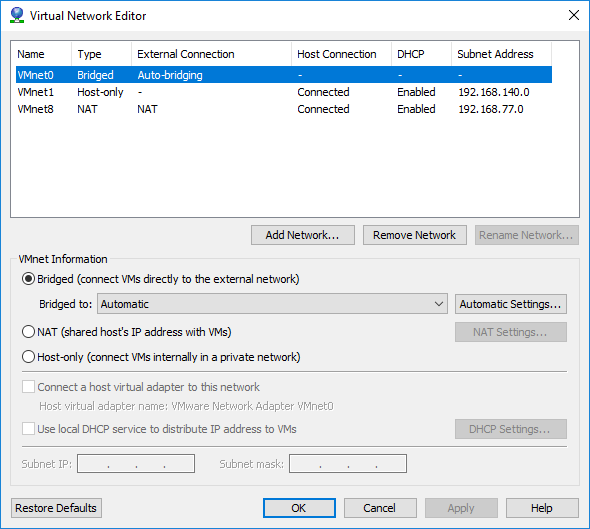 Virtual Network Editor
Name Type External Connection Host Connection DHCP Subnet Address
VMnet0 Bridged Auto-bridging - - -
VMnet1 Host-only - Connected Enabled 192.168.140.0
VMnet8 NAT NAT Connected Enabled 192.168.77.0
Add Network... Remove Network Rename Network...
VMnet Information
Bridged (connect VMs directly to the external network)
Bridged to: Automatic Automatic Settings...
NAT (shared host's IP address with VMs) NAT Settings...
Host-only (connect VMs internally in a private network)
Connect a host virtual adapter to this network
Host virtual adapter name: VMware Network Adapter VMnet0
Use local DHCP service to distribute IP address to VMs DHCP Settings...
Subnet IP: . . . Subnet mask: . . .
Restore Defaults OK Cancel Apply Help